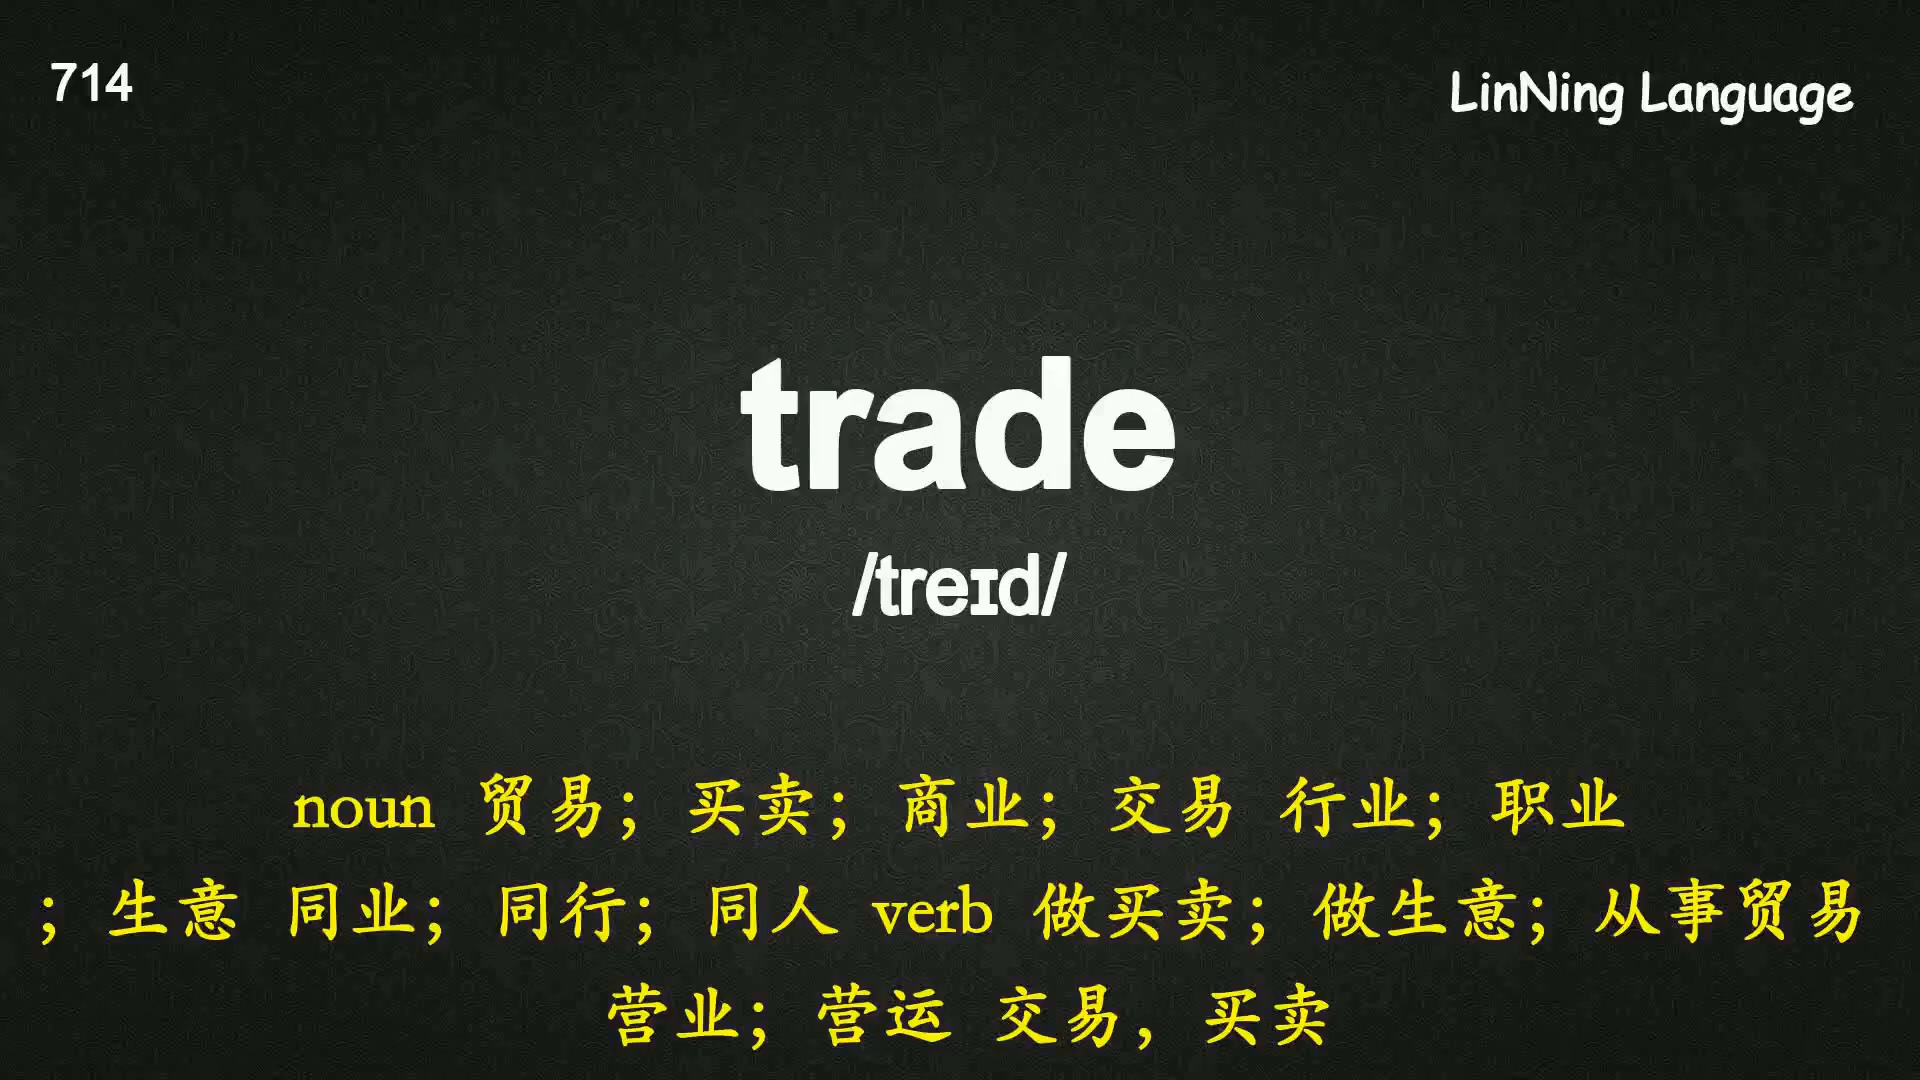 714
LinNing Language
trade
/treɪd/
noun 贸易；买卖；商业；交易 行业；职业
；生意 同业；同行；同人 verb 做买卖；做生意；从事贸易
营业；营运 交易，买卖